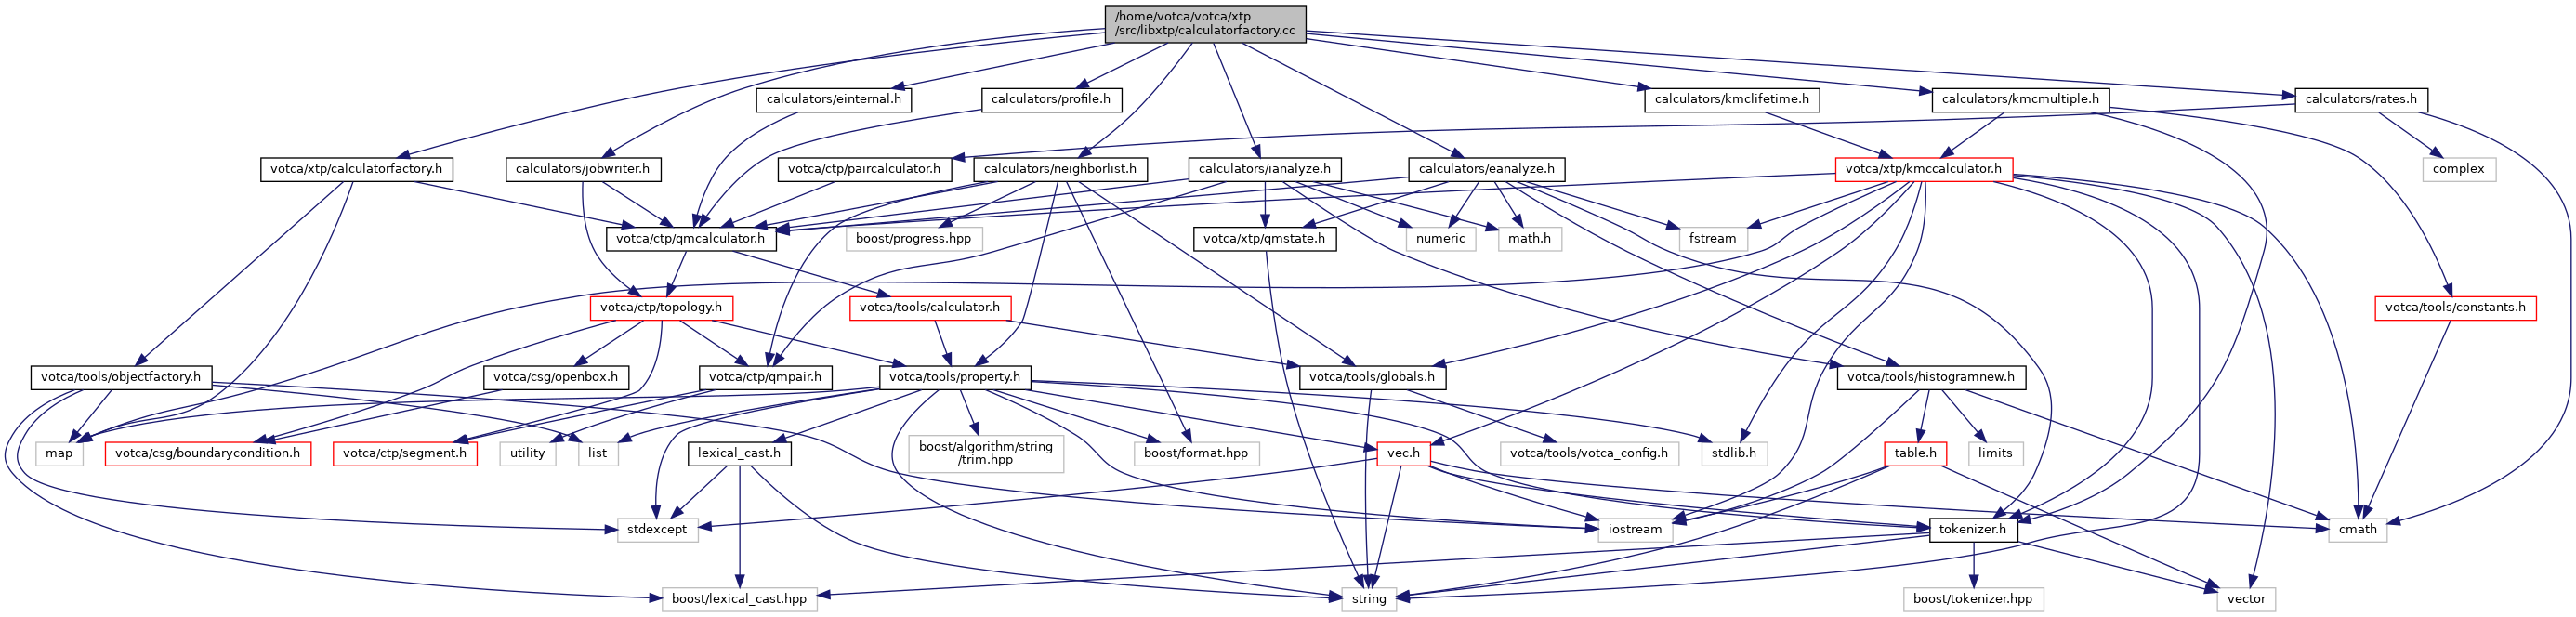 /home/votca/votca/xtp
/src/libxtp/calculatorfactory.cc
calculators/einternal.h
calculators/profile.h
calculators/kmclifetime.h
calculators/kmcmultiple.h
calculators/rates.h
votca/xtp/calculatorfactory.h
calculators/jobwriter.h
votca/ctp/paircalculator.h
calculators/neighborlist.h
calculators/ianalyze.h
calculators/eanalyze.h
votca/xtp/kmccalculator.h
complex
votca/ctp/qmcalculator.h
boost/progress.hpp
votca/xtp/qmstate.h
numeric
math.h
fstream
votca/ctp/topology.h
votca/tools/calculator.h
votca/tools/constants.h
votca/tools/objectfactory.h
votca/csg/openbox.h
votca/ctp/qmpair.h
votca/tools/property.h
votca/tools/globals.h
votca/tools/histogramnew.h
map
votca/csg/boundarycondition.h
votca/ctp/segment.h
utility
list
lexical_cast.h
boost/algorithm/string
/trim.hpp
boost/format.hpp
vec.h
votca/tools/votca_config.h
stdlib.h
table.h
limits
stdexcept
iostream
tokenizer.h
cmath
boost/lexical_cast.hpp
string
boost/tokenizer.hpp
vector